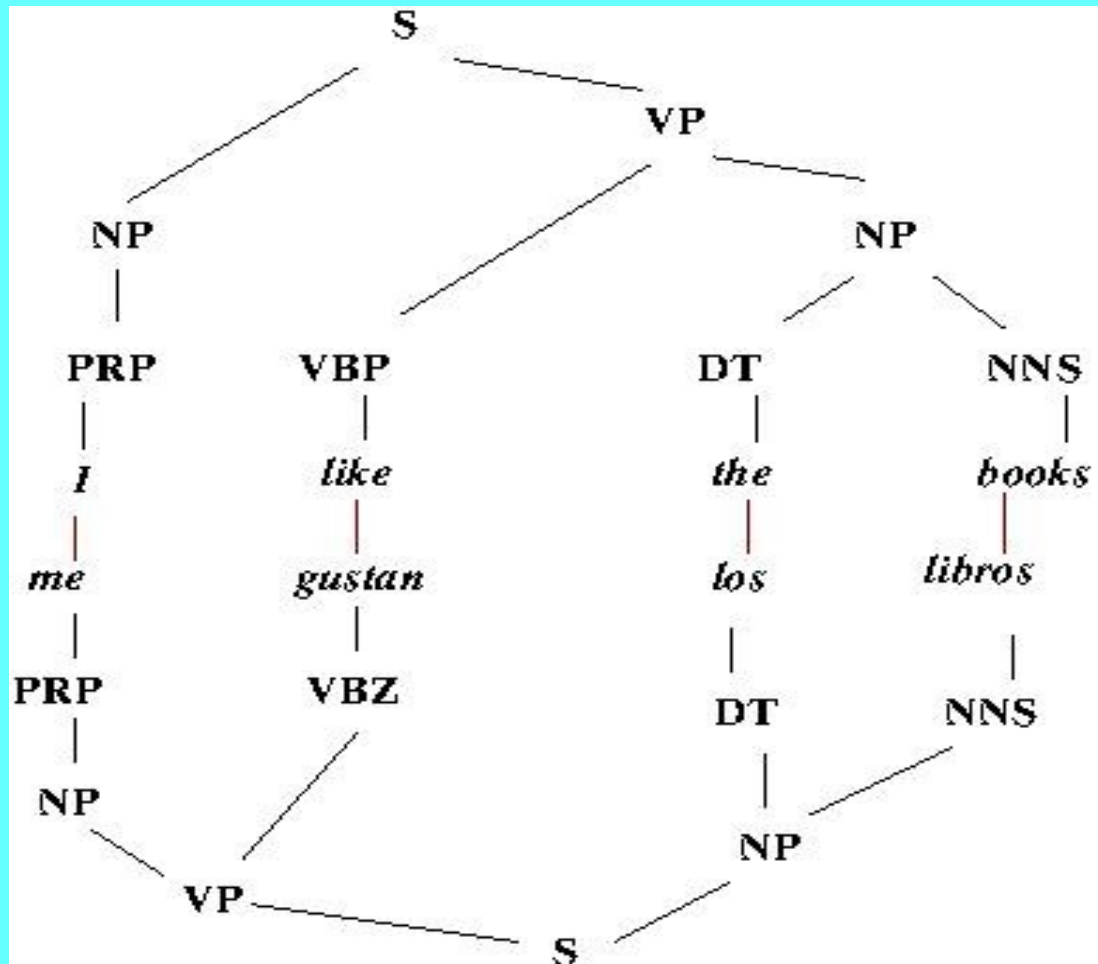 S
VP
NP NP
PRP VBP DT NNS
I like the books
me gustan los libros
PRP VBZ DT NNS
NP
NP
VP
S